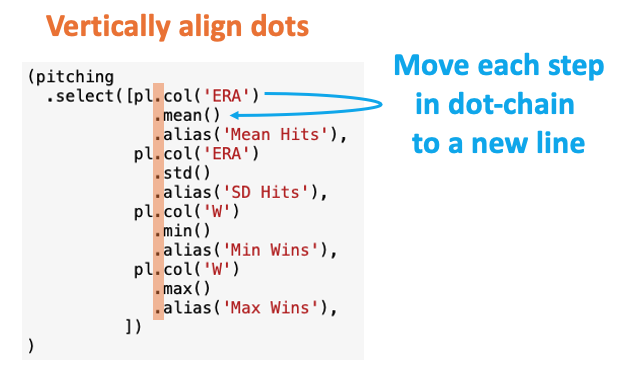 Vertically align dots
(pitching
  .select([pl.col('ERA')
             .mean()
             .alias('Mean Hits'),
           pl.col('ERA')
             .std()
             .alias('SD Hits'),
           pl.col('W')
             .min()
             .alias('Min Wins'),
           pl.col('W')
             .max()
             .alias('Max Wins'),
          ])
)
Move each step
in dot-chain
to a new line